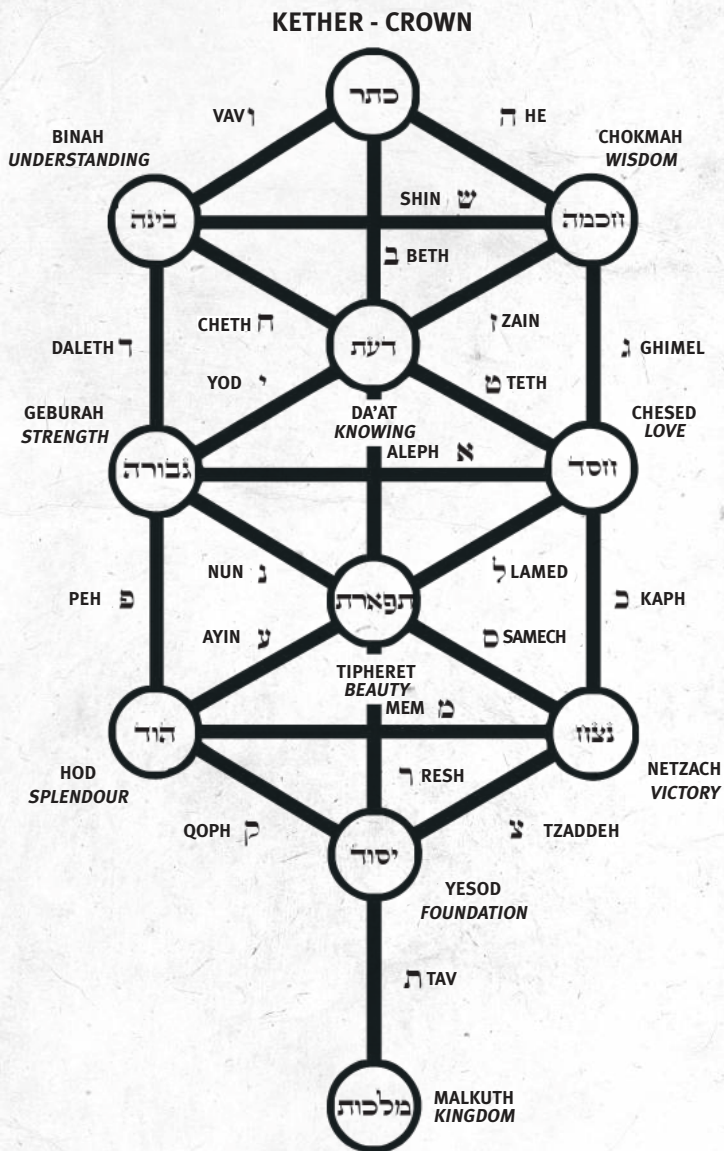 KETHER - CROWN
כתר
VAV ו
ה HE
BINAH
UNDERSTANDING
CHOKMAH
WISDOM
SHIN ש
בינה
חכמה
ב BETH
CHETH ח
ז ZAIN
DALETH ד
דעת
ג GHIMEL
YOD י
ט TETH
GEBURAH
STRENGTH
DA'AT
KNOWING
CHESED
LOVE
ALEPH א
גבורה
חסד
NUN נ
ל LAMED
PEH פ
תפארת
כ KAPH
AYIN ע
ס SAMECH
TIPHERET
BEAUTY
MEM מ
הוד
נצח
HOD
SPLENDOUR
ר RESH
NETZACH
VICTORY
QOPH ק
צ TZADDEH
יסוד
YESOD
FOUNDATION
ת TAV
מלכות
MALKUTH
KINGDOM